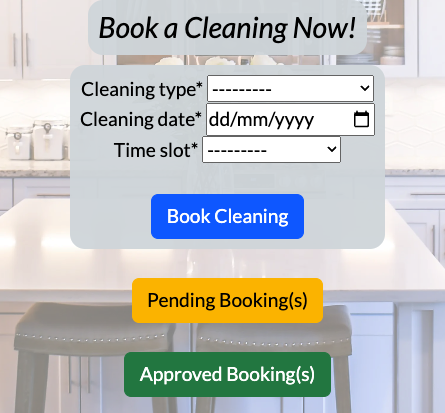 Book a Cleaning Now!
Cleaning type* ---------
Cleaning date* dd/mm/yyyy
Time slot* ---------
Book Cleaning
Pending Booking(s)
Approved Booking(s)